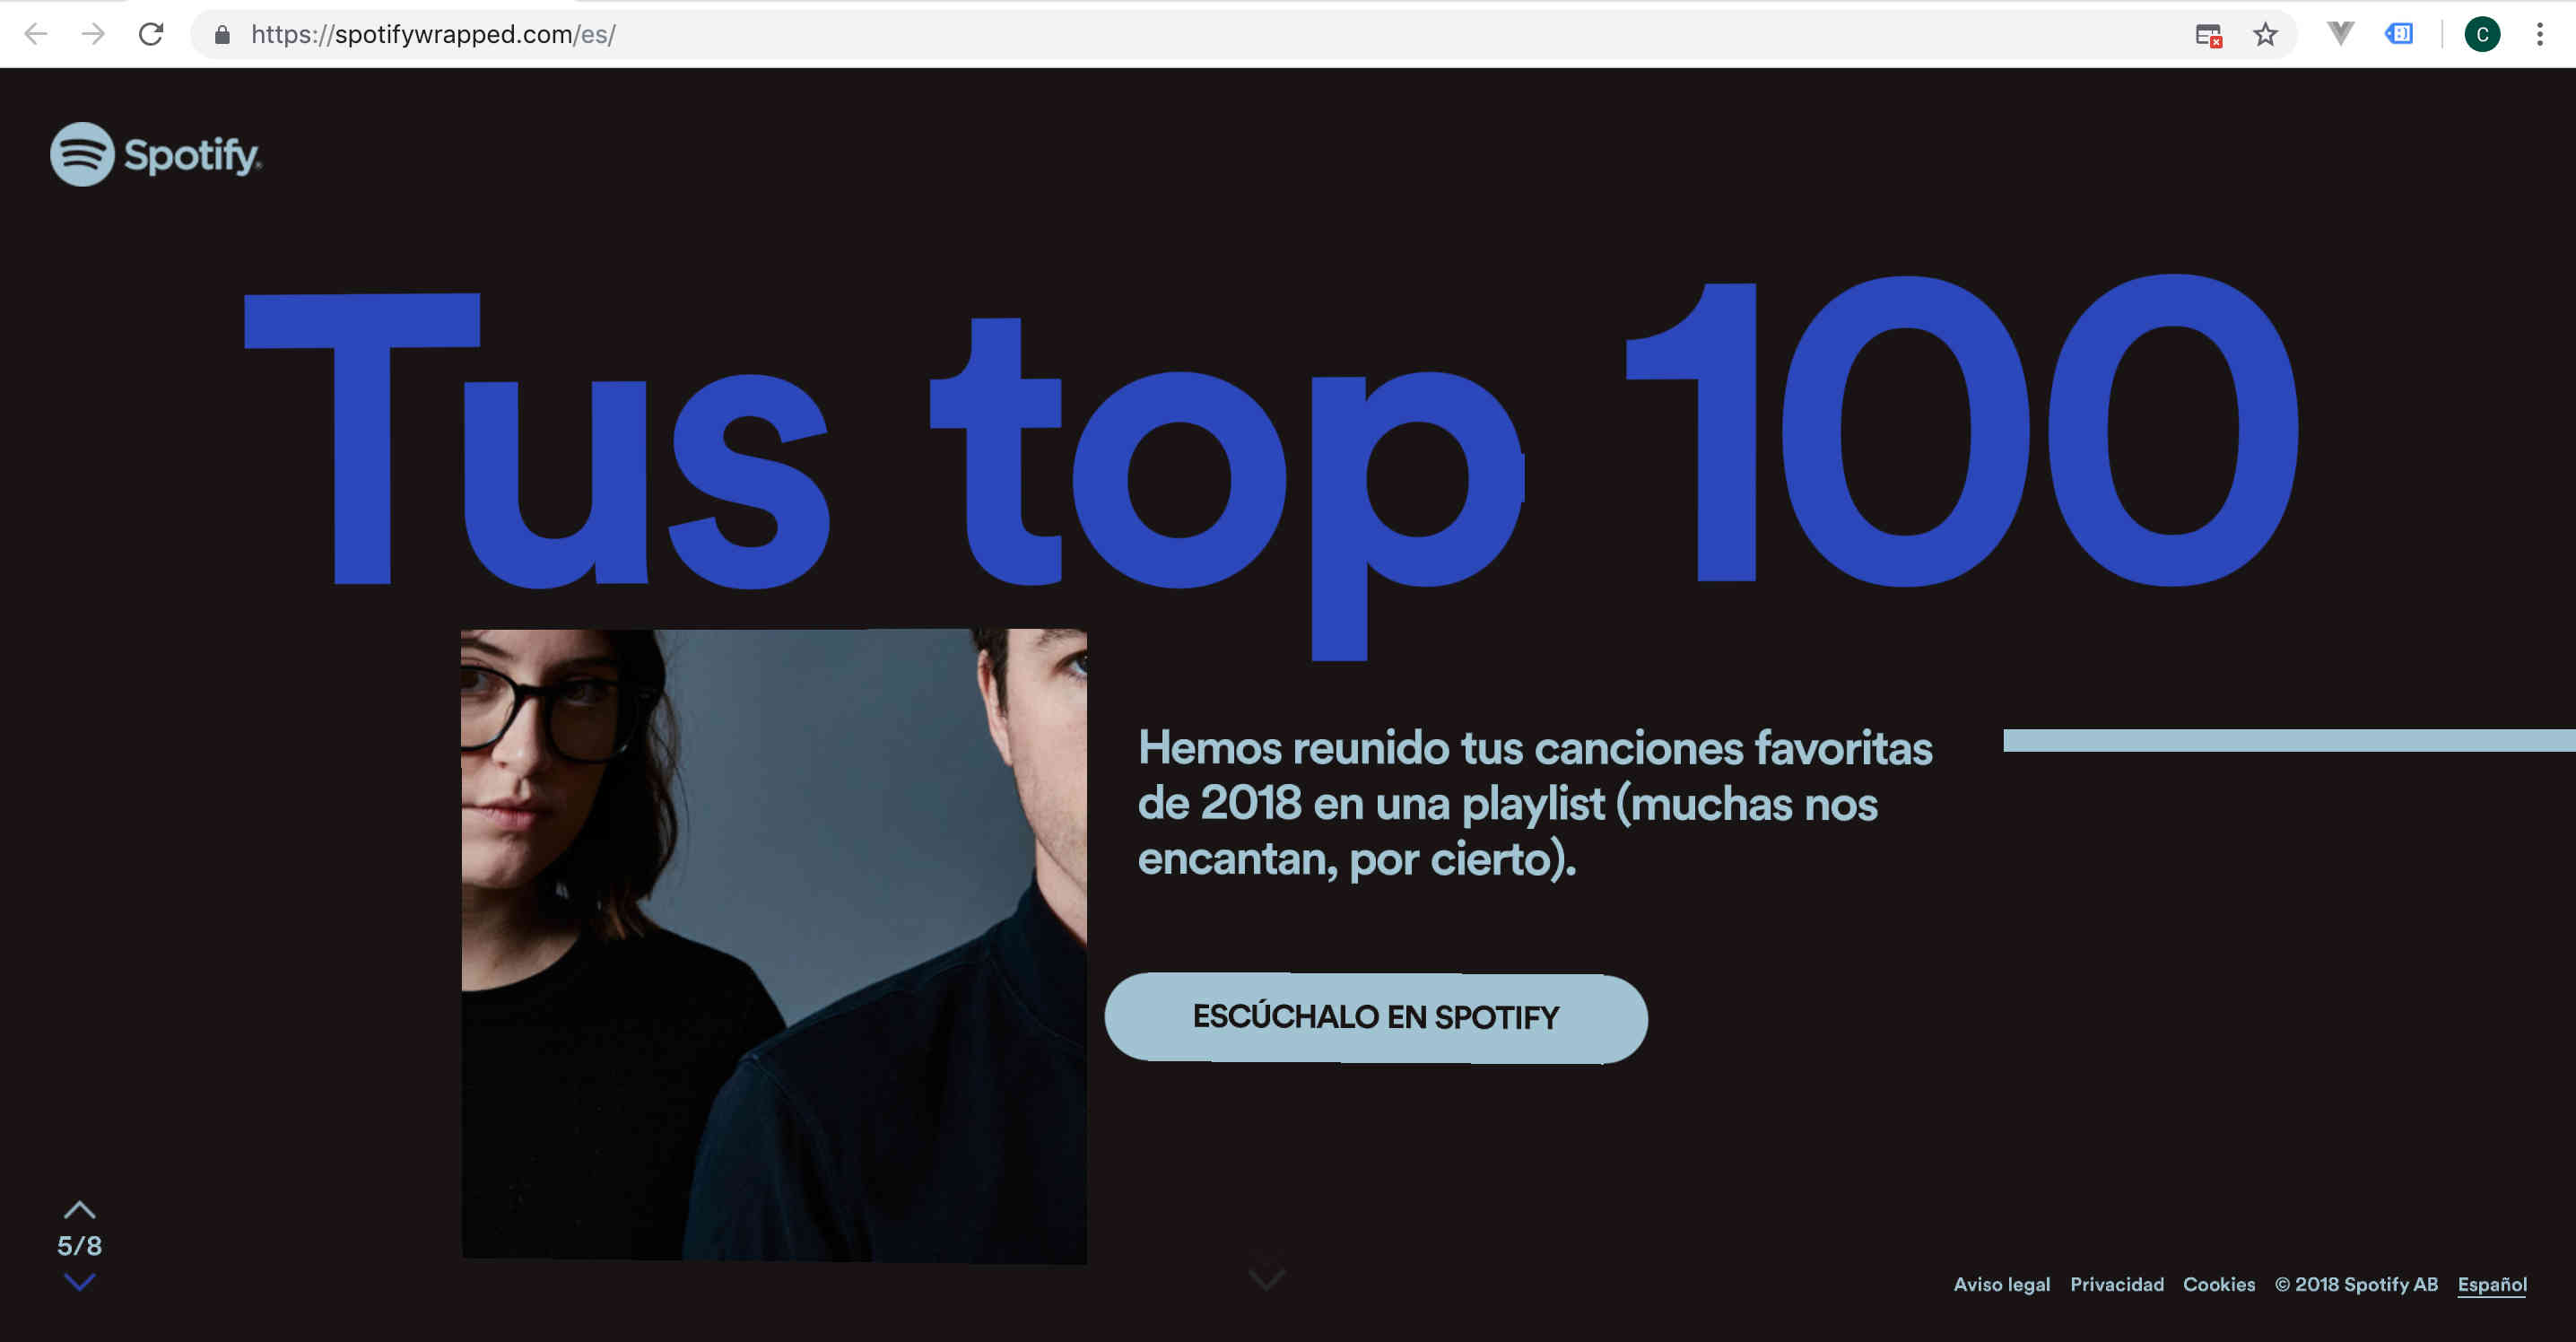 https://spotifywrapped.com/es/
C
Spotify®
Tus top 100
Hemos reunido tus canciones favoritas
de 2018 en una playlist (muchas nos
encantan, por cierto).
ESCÚCHALO EN SPOTIFY
5/8
Aviso legal Privacidad Cookies © 2018 Spotify AB Español